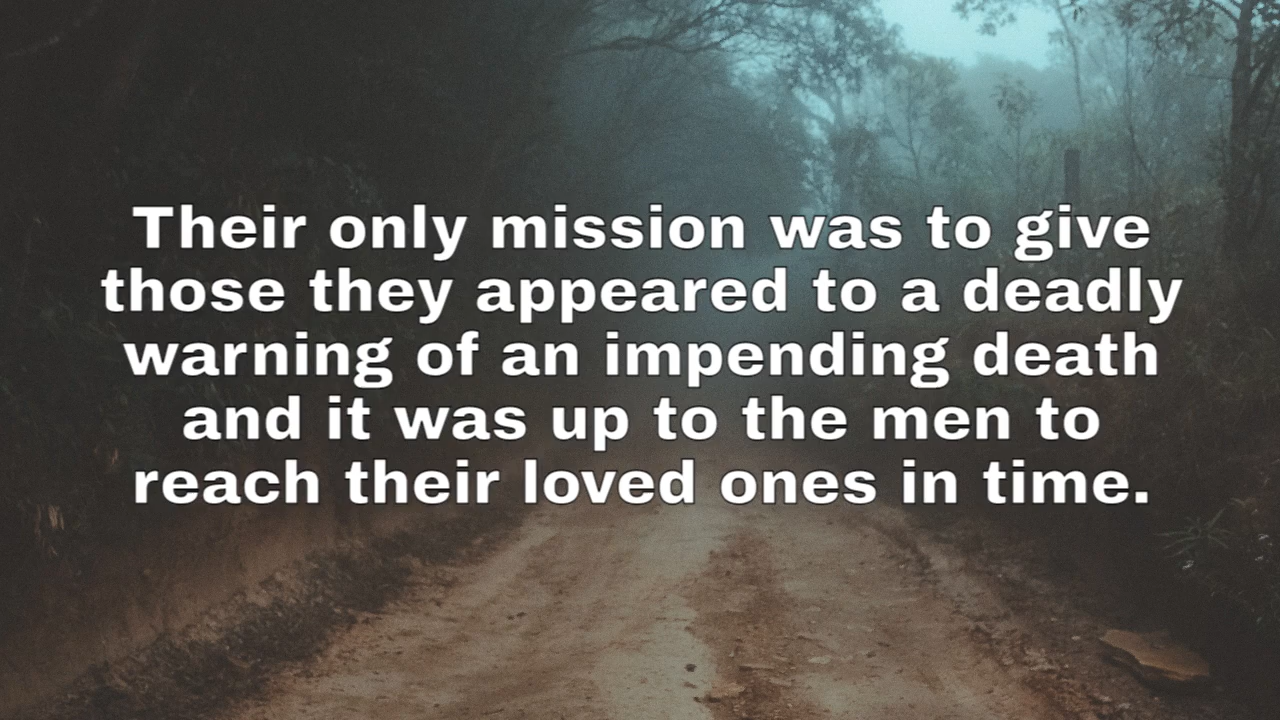 Their only mission was to give
those they appeared to a deadly
warning of an impending death
and it was up to the men to
reach their loved ones in time.